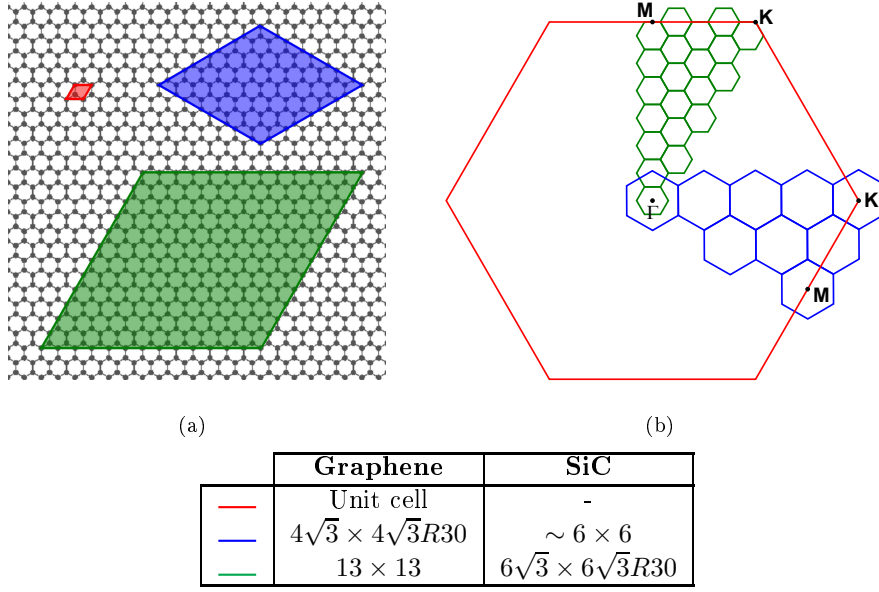 M
K
Γ
K
M
(a)
(b)
Graphene SiC
Unit cell -
4√3 × 4√3R30 ∼ 6 × 6
13 × 13 6√3 × 6√3R30